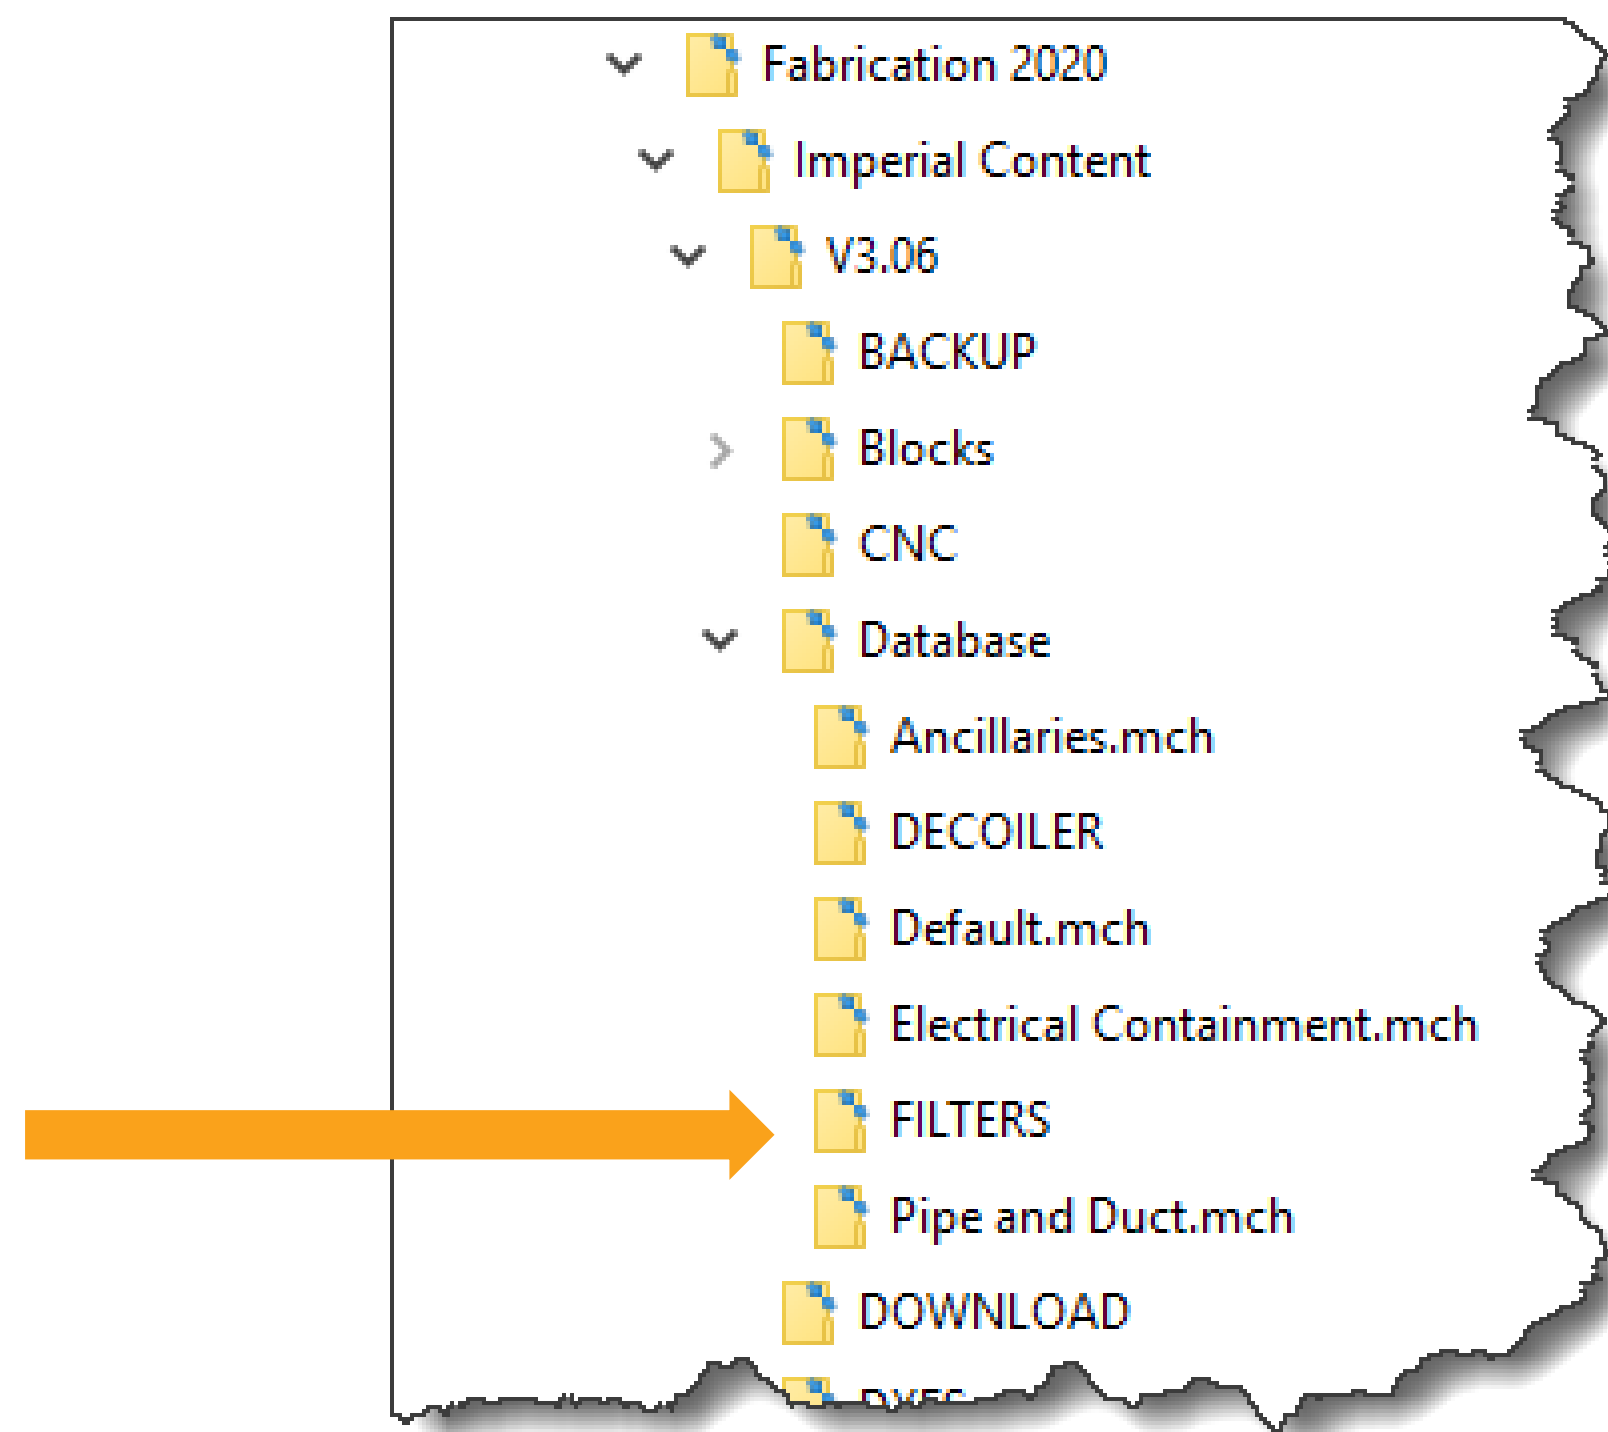 Fabrication 2020
Imperial Content
V3.06
BACKUP
Blocks
CNC
Database
Ancillaries.mch
DECOILER
Default.mch
Electrical Containment.mch
FILTERS
Pipe and Duct.mch
DOWNLOAD